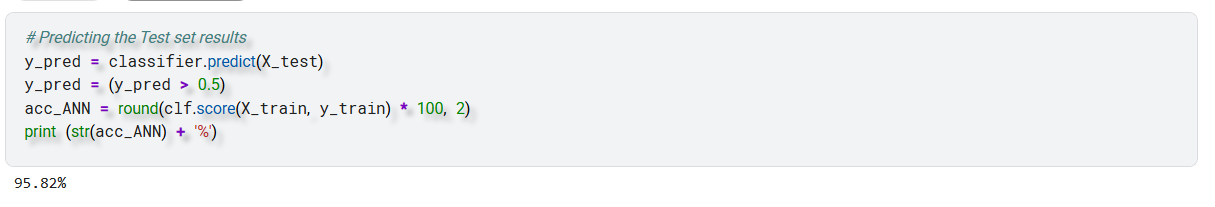 # Predicting the Test set results
y_pred = classifier.predict(X_test)
y_pred = (y_pred > 0.5)
acc_ANN = round(clf.score(X_train, y_train) * 100, 2)
print (str(acc_ANN) + '%')
95.82%